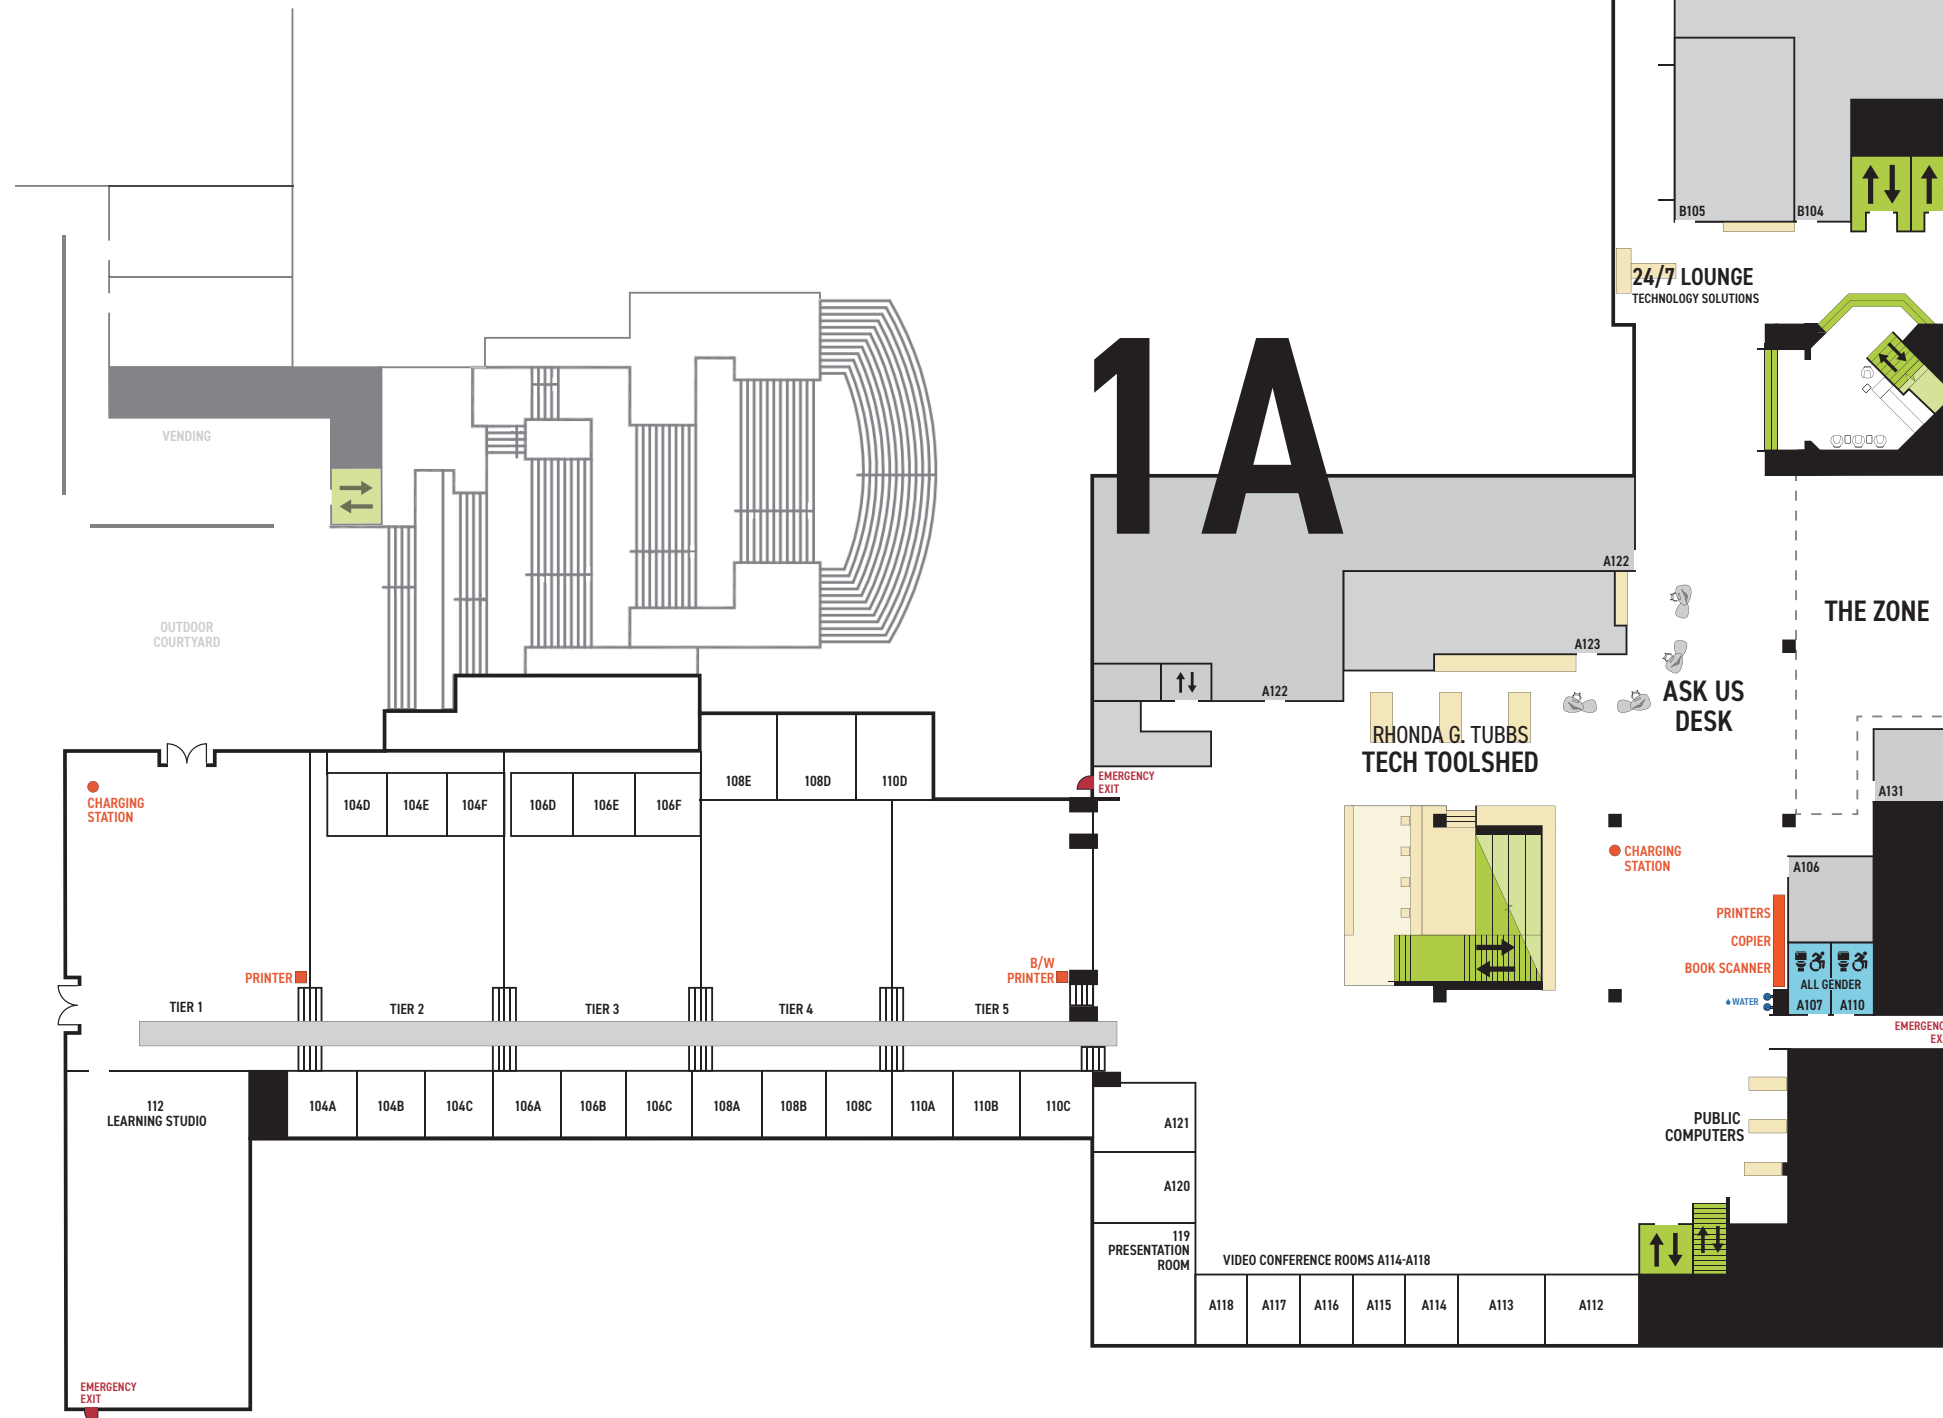 B105
B104
24/7 LOUNGE
TECHNOLOGY SOLUTIONS
1A
VENDING
OUTDOOR
COURTYARD
A122
THE ZONE
A123
A122
ASK US
DESK
RHONDA G. TUBBS
TECH TOOLSHED
EMERGENCY
EXIT
A131
108E
108D
110D
CHARGING
STATION
104D
104E
104F
106D
106E
106F
CHARGING
STATION
A106
PRINTERS
COPIER
BOOK SCANNER
ALL GENDER
WATER
A107
A110
EMERGENC
EX
PRINTER
B/W
PRINTER
TIER 1
TIER 2
TIER 3
TIER 4
TIER 5
112
LEARNING STUDIO
104A
104B
104C
106A
106B
106C
108A
108B
108C
110A
110B
110C
A121
A120
119
PRESENTATION
ROOM
PUBLIC
COMPUTERS
VIDEO CONFERENCE ROOMS A114-A118
A118
A117
A116
A115
A114
A113
A112
EMERGENCY
EXIT